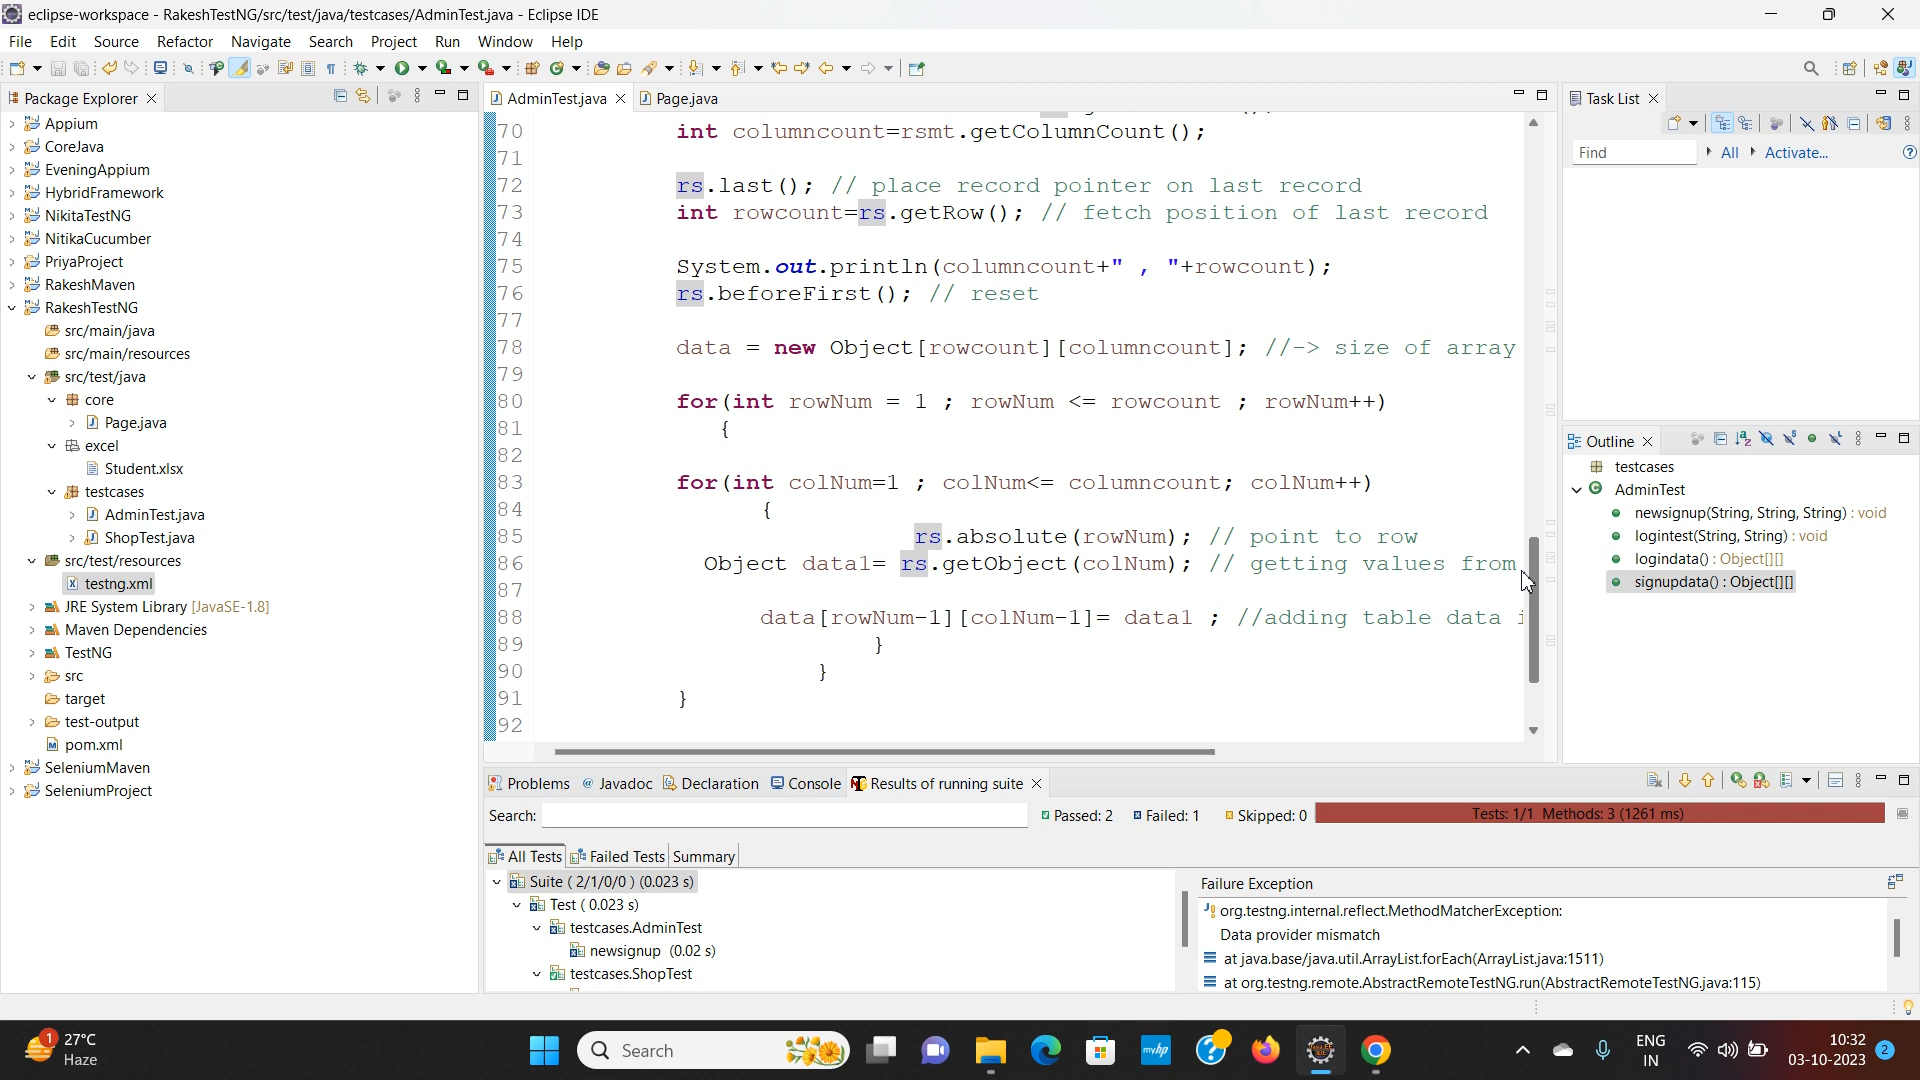 eclipse-workspace - RakeshTestNG/src/test/java/testcases/AdminTest.java - Eclipse IDE
File Edit Source Refactor Navigate Search Project Run Window Help
Package Explorer
Appium
CoreJava
EveningAppium
HybridFramework
NikitaTestNG
NitikaCucumber
PriyaProject
RakeshMaven
RakeshTestNG
src/main/java
src/main/resources
src/test/java
core
Page.java
excel
Student.xlsx
testcases
AdminTest.java
ShopTest.java
src/test/resources
testng.xml
JRE System Library [JavaSE-1.8]
Maven Dependencies
TestNG
src
target
test-output
pom.xml
SeleniumMaven
SeleniumProject
AdminTest.java Page.java
70 int columncount=rsmt.getColumnCount();
71
72 rs.last(); // place record pointer on last record
73 int rowcount=rs.getRow(); // fetch position of last record
74
75 System.out.println(columncount+" , "+rowcount);
76 rs.beforeFirst(); // reset
77
78 data = new Object[rowcount][columncount]; //-> size of array
79
80 for(int rowNum = 1 ; rowNum <= rowcount ; rowNum++)
81 {
82
83 for(int colNum=1 ; colNum<= columncount; colNum++)
84 {
85 rs.absolute(rowNum); // point to row
86 Object data1= rs.getObject(colNum); // getting values from
87
88 data[rowNum-1][colNum-1]= data1 ; //adding table data
89 }
90 }
91 }
92
Task List
Find All Activate...
Outline
testcases
AdminTest
newsignup(String, String, String) : void
logintest(String, String) : void
logindata() : Object[][]
signupdata() : Object[][]
Problems Javadoc Declaration Console Results of running suite
Search: Passed: 2 Failed: 1 Skipped: 0 Tests: 1/1 Methods: 3 (1261 ms)
All Tests Failed Tests Summary
Suite ( 2/1/0/0 ) (0.023 s)
Test ( 0.023 s)
testcases.AdminTest
newsignup (0.02 s)
testcases.ShopTest
Failure Exception
org.testng.internal.reflect.MethodMatcherException:
Data provider mismatch
at java.base/java.util.ArrayList.forEach(ArrayList.java:1511)
at org.testng.remote.AbstractRemoteTestNG.run(AbstractRemoteTestNG.java:115)
1
27°C
Haze
Search
myhp
ENG
IN
10:32
03-10-2023
2